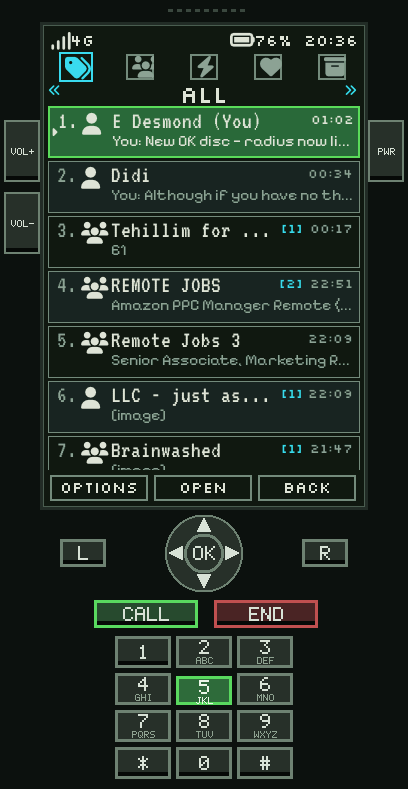 4G 76% 20:36
« »
ALL
1. E Desmond (You) 01:02
You: New OK disc - radius now li...
2. Didi 00:34
You: Although if you have no th...
3. Tehillim for ... [1] 00:17
61
4. REMOTE JOBS [2] 22:51
Amazon PPC Manager Remote (...
5. Remote Jobs 3 22:09
Senior Associate, Marketing R...
6. LLC - just as... [1] 22:09
(image)
7. Brainwashed [1] 21:47
(image)
OPTIONS OPEN BACK
VOL+ PWR
VOL-
L OK R
CALL END
1 2 3
ABC DEF
4 5 6
GHI JKL MNO
7 8 9
PQRS TUV WXYZ
* 0 #